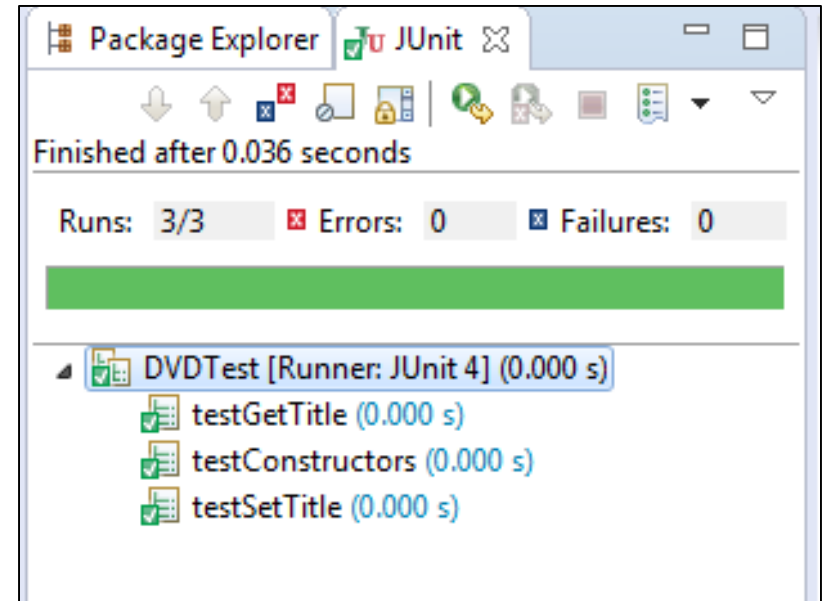 Package Explorer JUnit
Finished after 0.036 seconds
Runs: 3/3 Errors: 0 Failures: 0
DVDTest [Runner: JUnit 4] (0.000 s)
testGetTitle (0.000 s)
testConstructors (0.000 s)
testSetTitle (0.000 s)